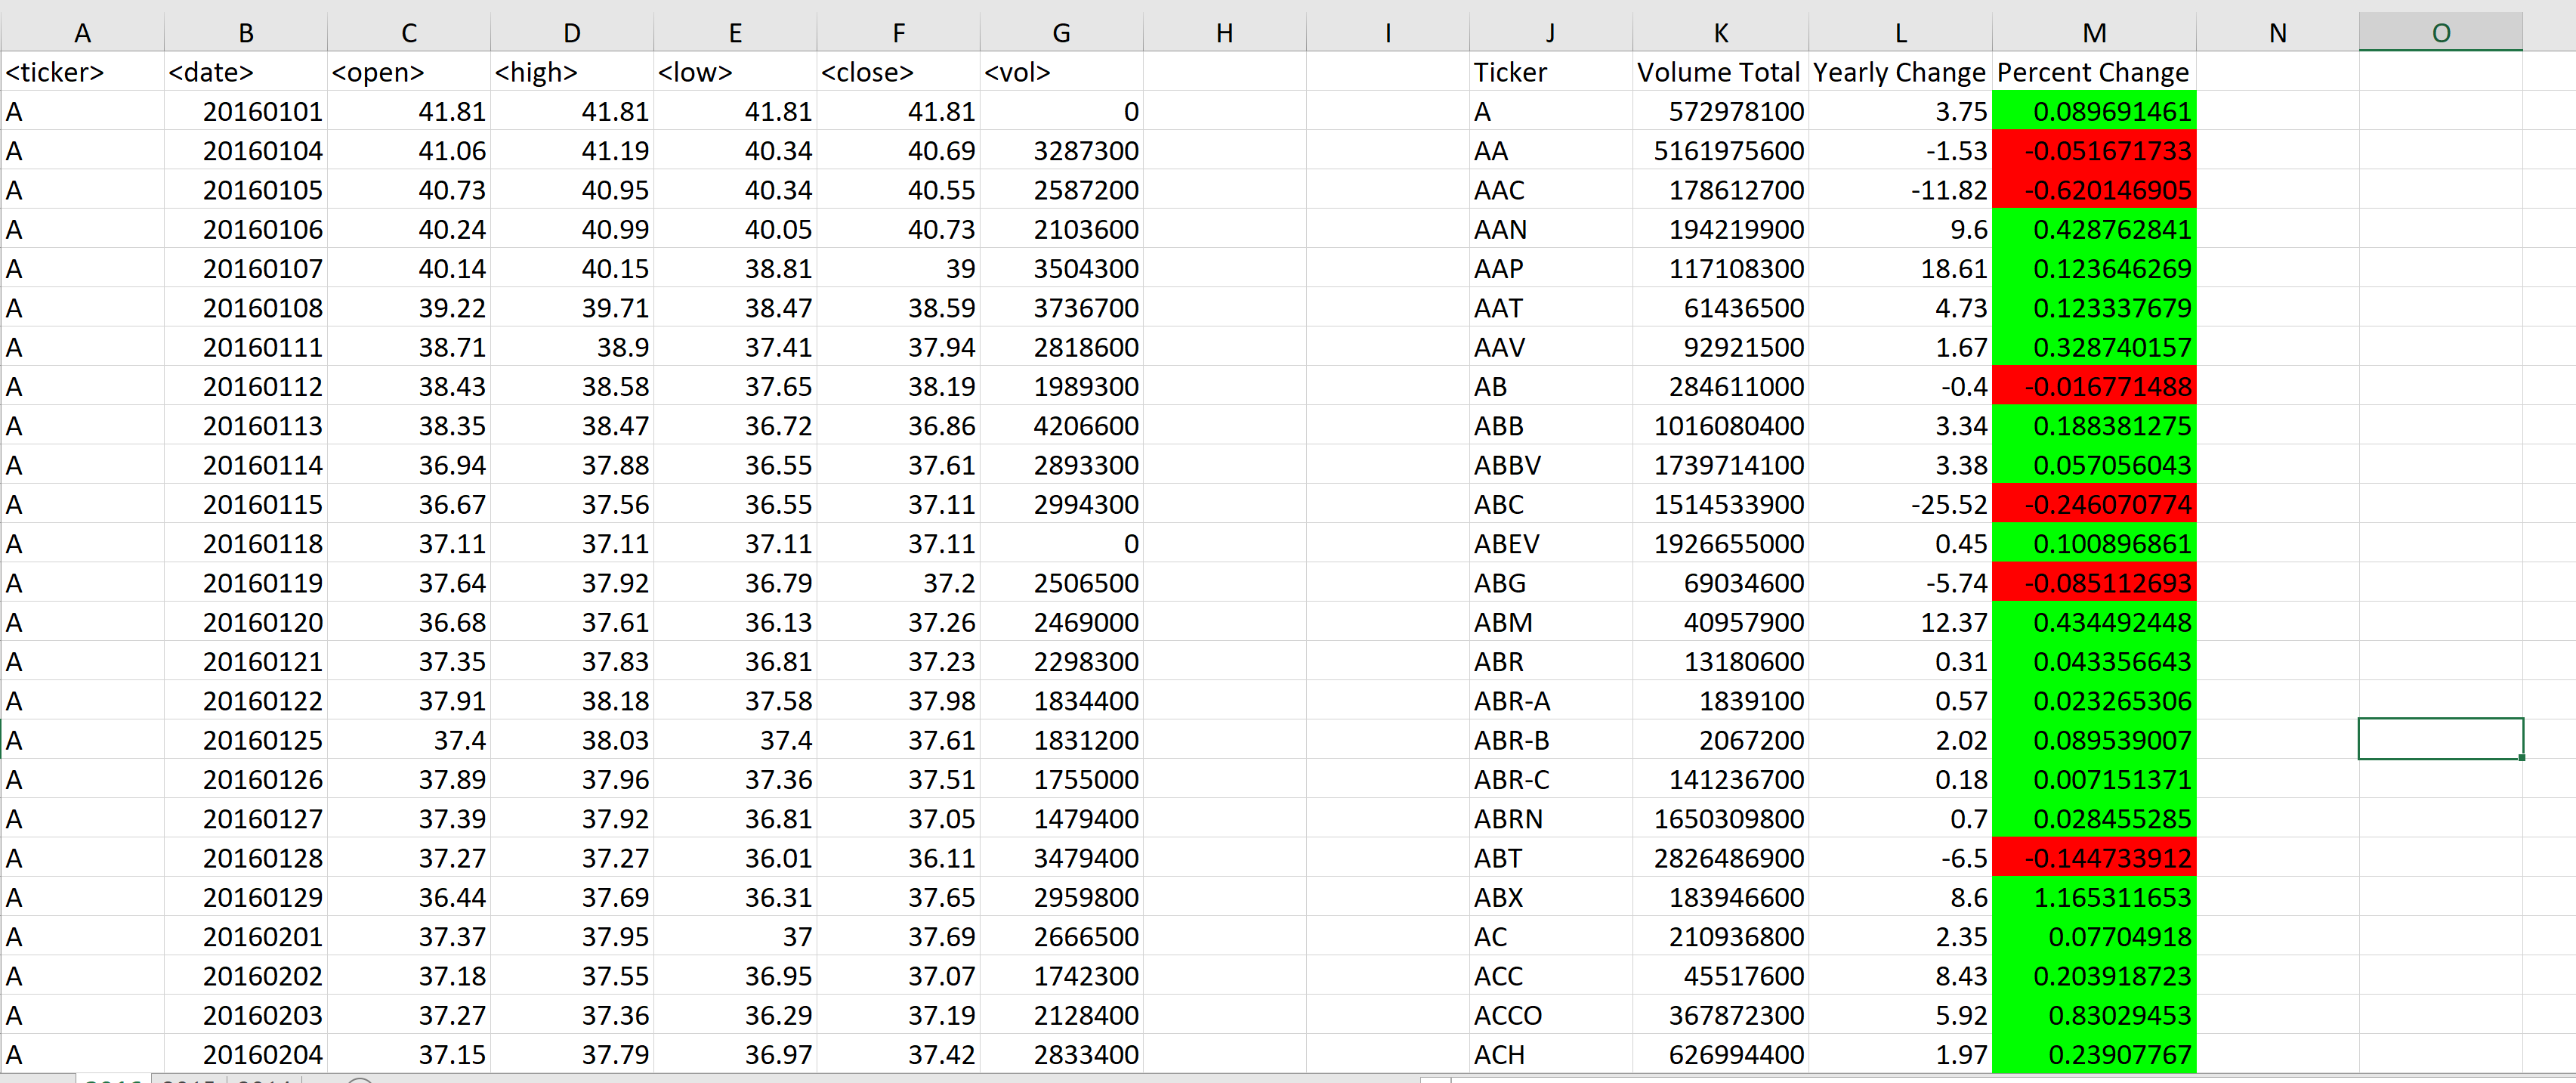 A B C D E F G H I J K L M N O
<ticker> <date> <open> <high> <low> <close> <vol> Ticker Volume Total Yearly Change Percent Change
A 20160101 41.81 41.81 41.81 41.81 0 A 572978100 3.75 0.089691461
A 20160104 41.06 41.19 40.34 40.69 3287300 AA 5161975600 -1.53 -0.051671733
A 20160105 40.73 40.95 40.34 40.55 2587200 AAC 178612700 -11.82 -0.620146905
A 20160106 40.24 40.99 40.05 40.73 2103600 AAN 194219900 9.6 0.428762841
A 20160107 40.14 40.15 38.81 39 3504300 AAP 117108300 18.61 0.123646269
A 20160108 39.22 39.71 38.47 38.59 3736700 AAT 61436500 4.73 0.123337679
A 20160111 38.71 38.9 37.41 37.94 2818600 AAV 92921500 1.67 0.328740157
A 20160112 38.43 38.58 37.65 38.19 1989300 AB 284611000 -0.4 -0.016771488
A 20160113 38.35 38.47 36.72 36.86 4206600 ABB 1016080400 3.34 0.188381275
A 20160114 36.94 37.88 36.55 37.61 2893300 ABBV 1739714100 3.38 0.057056043
A 20160115 36.67 37.56 36.55 37.11 2994300 ABC 1514533900 -25.52 -0.246070774
A 20160118 37.11 37.11 37.11 37.11 0 ABEV 1926655000 0.45 0.100896861
A 20160119 37.64 37.92 36.79 37.2 2506500 ABG 69034600 -5.74 -0.085112693
A 20160120 36.68 37.61 36.13 37.26 2469000 ABM 40957900 12.37 0.434492448
A 20160121 37.35 37.83 36.81 37.23 2298300 ABR 13180600 0.31 0.043356643
A 20160122 37.91 38.18 37.58 37.98 1834400 ABR-A 1839100 0.57 0.023265306
A 20160125 37.4 38.03 37.4 37.61 1831200 ABR-B 2067200 2.02 0.089539007
A 20160126 37.89 37.96 37.36 37.51 1755000 ABR-C 141236700 0.18 0.007151371
A 20160127 37.39 37.92 36.81 37.05 1479400 ABRN 1650309800 0.7 0.028455285
A 20160128 37.27 37.27 36.01 36.11 3479400 ABT 2826486900 -6.5 -0.144733912
A 20160129 36.44 37.69 36.31 37.65 2959800 ABX 183946600 8.6 1.165311653
A 20160201 37.37 37.95 37 37.69 2666500 AC 210936800 2.35 0.07704918
A 20160202 37.18 37.55 36.95 37.07 1742300 ACC 45517600 8.43 0.203918723
A 20160203 37.27 37.36 36.29 37.19 2128400 ACCO 367872300 5.92 0.83029453
A 20160204 37.15 37.79 36.97 37.42 2833400 ACH 626994400 1.97 0.23907767